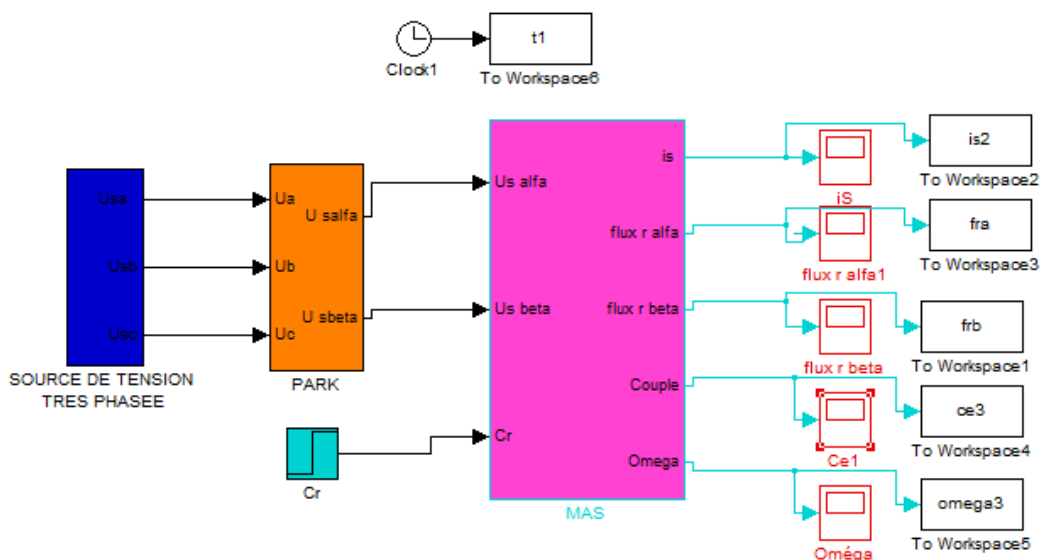 t1
Clock1
To Workspace6
Usa
Usb
Usc
SOURCE DE TENSION
TRES PHASEE
Ua
Ub
Uc
U salfa
U sbeta
PARK
Cr
Us alfa
Us beta
Cr
is
flux r alfa
flux r beta
Couple
Omega
MAS
iS
flux r alfa1
flux r beta
Ce1
Oméga
is2
To Workspace2
fra
To Workspace3
frb
To Workspace1
ce3
To Workspace4
omega3
To Workspace5